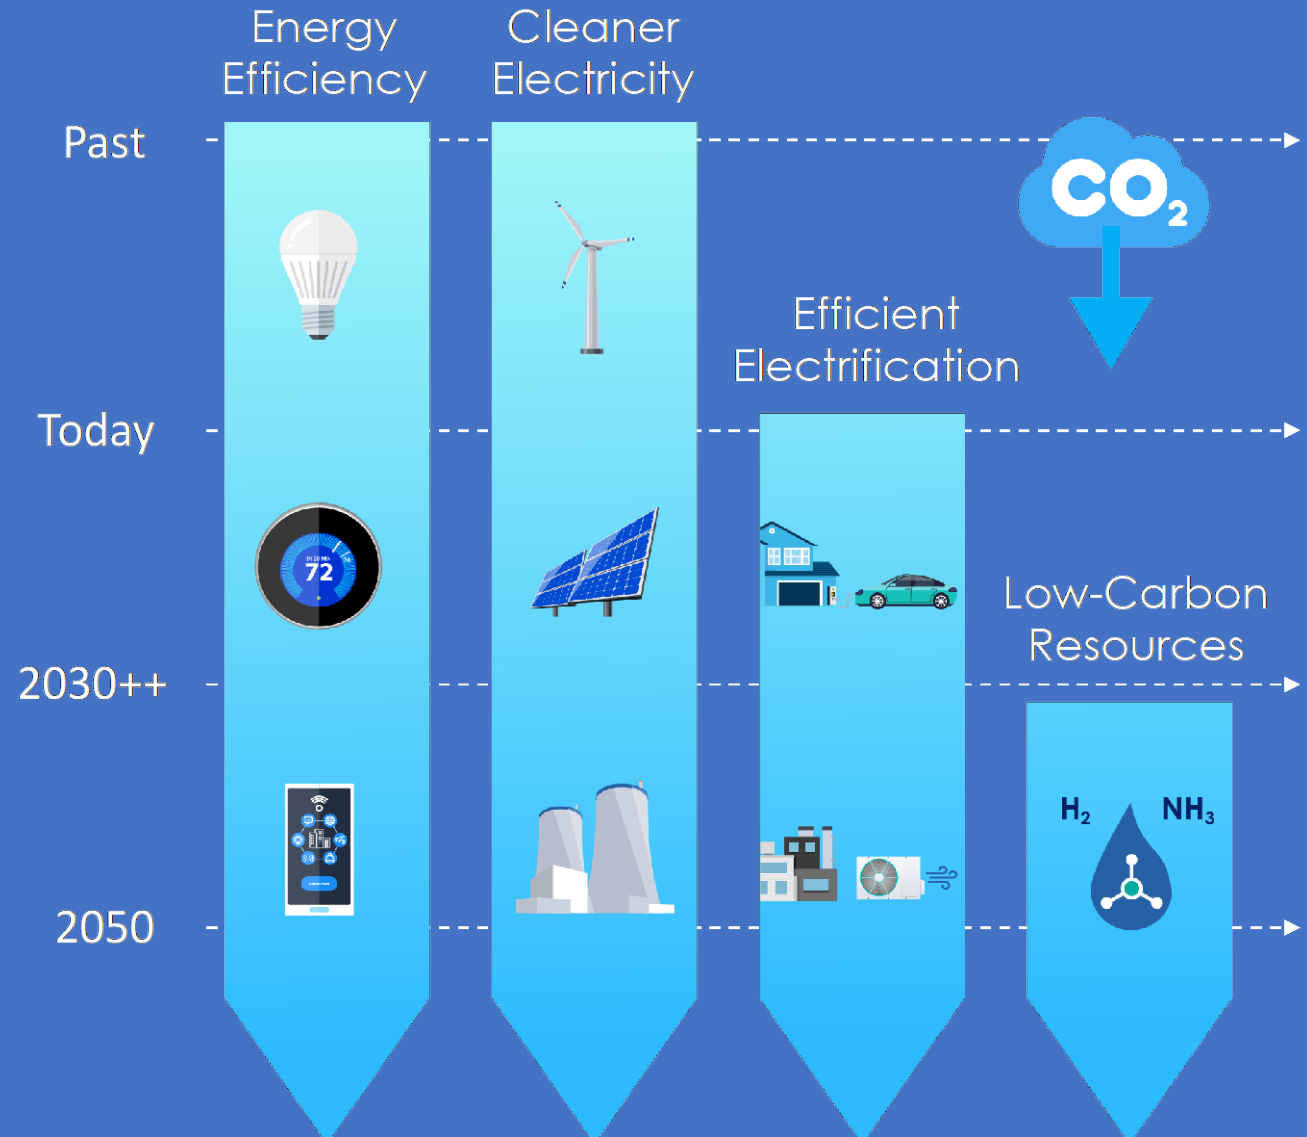 Energy
Efficiency
Cleaner
Electricity
Past
CO₂
Efficient
Electrification
Today
72
Low-Carbon
Resources
2030++
H₂
NH₃
2050